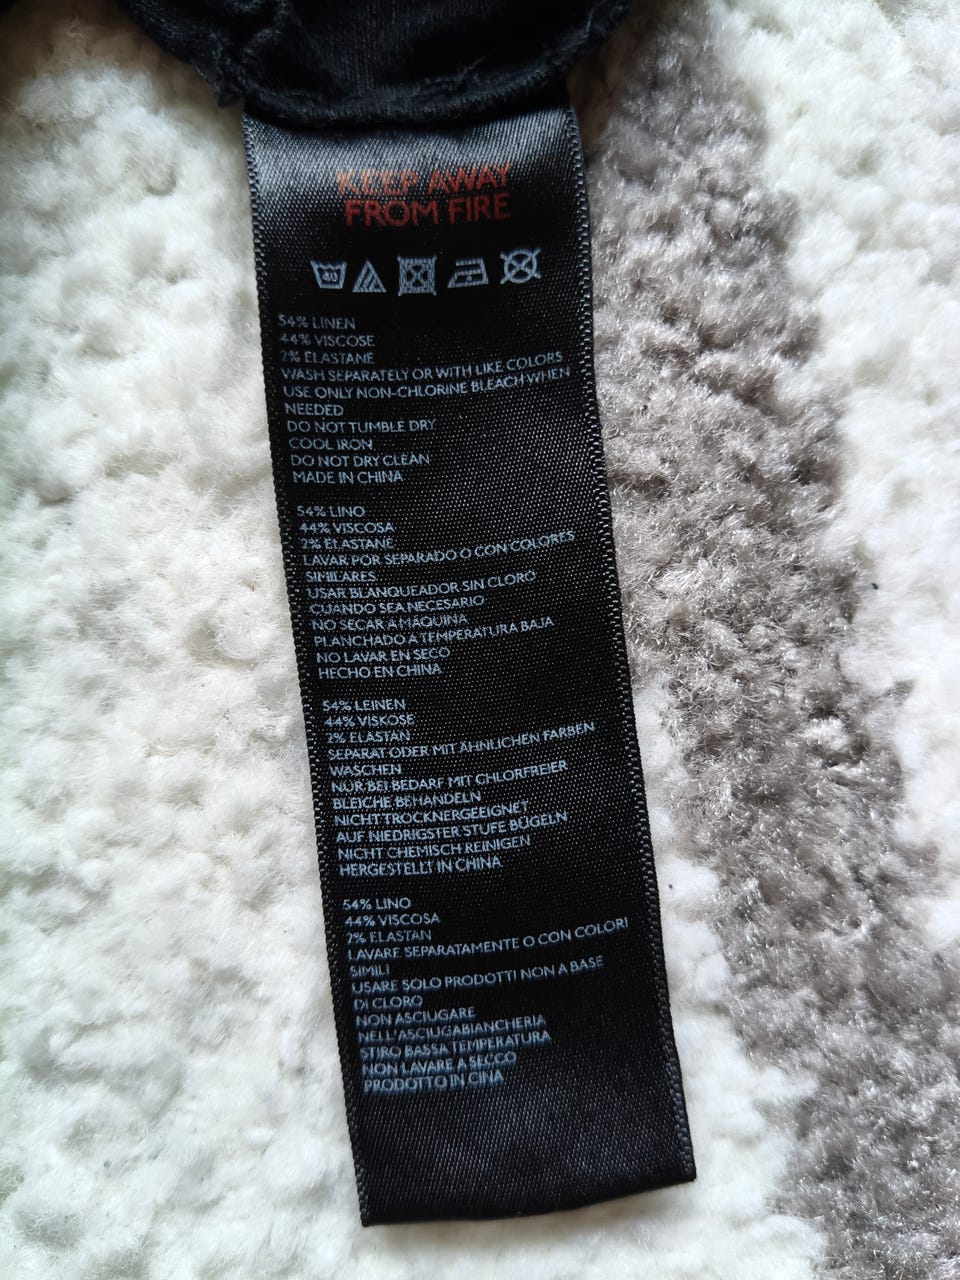 KEEP AWAY
FROM FIRE
40
54% LINEN
44% VISCOSE
2% ELASTANE
WASH SEPARATELY OR WITH LIKE COLORS
USE ONLY NON-CHLORINE BLEACH WHEN
NEEDED
DO NOT TUMBLE DRY
COOL IRON
DO NOT DRY CLEAN
MADE IN CHINA
54% LINO
44% VISCOSA
2% ELASTANE
LAVAR POR SEPARADO O CON COLORES
SIMILARES
USAR BLANQUEADOR SIN CLORO
CUANDO SEA NECESARIO
NO SECAR A MÁQUINA
PLANCHADO A TEMPERATURA BAJA
NO LAVAR EN SECO
HECHO EN CHINA
54% LEINEN
44% VISKOSE
2% ELASTAN
SEPARAT ODER MIT ÄHNLICHEN FARBEN
WASCHEN
NUR BEI BEDARF MIT CHLORFREIER
BLEICHE BEHANDELN
NICHT TROCKNERGEEIGNET
AUF NIEDRIGSTER STUFE BÜGELN
NICHT CHEMISCH REINIGEN
HERGESTELLT IN CHINA
54% LINO
44% VISCOSA
2% ELASTAN
LAVARE SEPARATAMENTE O CON COLORI
SIMILI
USARE SOLO PRODOTTI NON A BASE
DI CLORO
NON ASCIUGARE
NELL'ASCIUGABIANCHERIA
STIRO BASSA TEMPERATURA
NON LAVARE A SECCO
PRODOTTO IN CINA